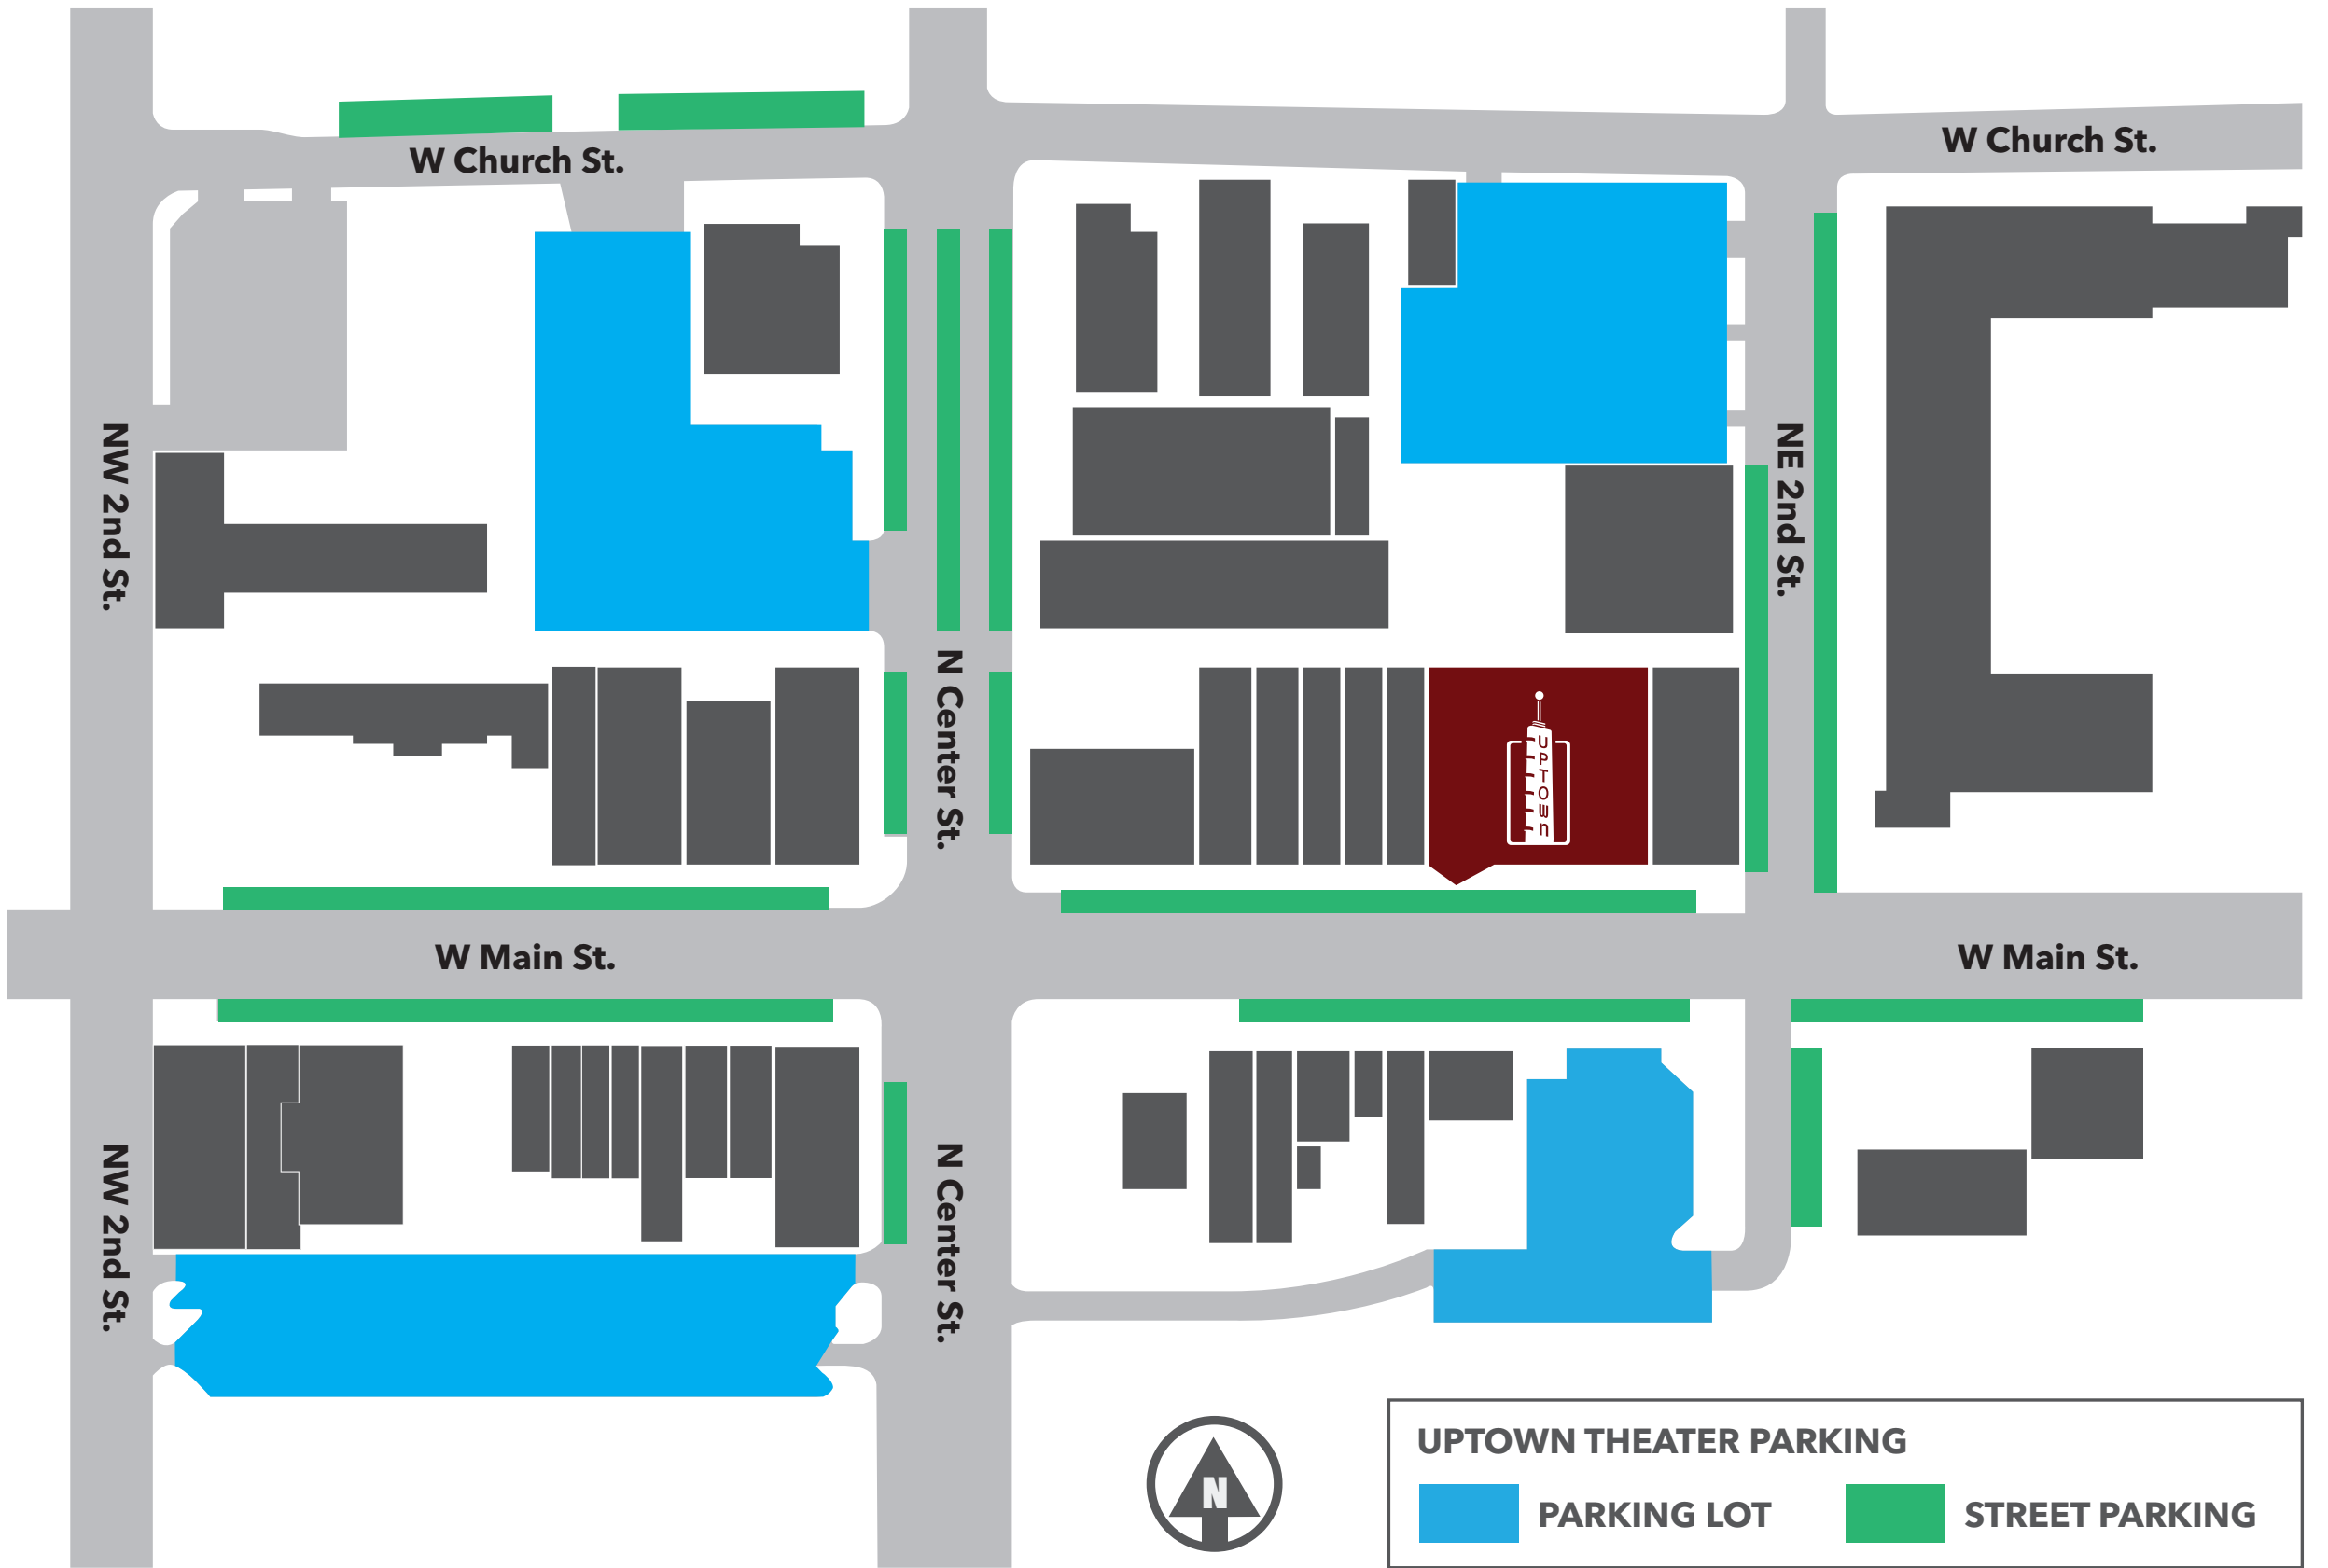 W Church St.
W Church St.
NW 2nd St.
NE 2nd St.
N Center St.
UPTOWN
W Main St.
W Main St.
NW 2nd St.
N Center St.
N
UPTOWN THEATER PARKING
PARKING LOT
STREET PARKING